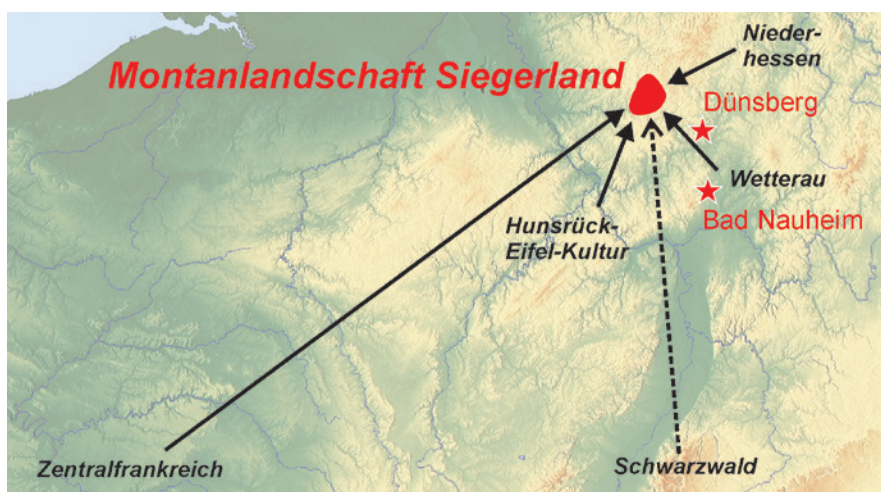 Nieder-
hessen
Montanlandschaft Siegerland
Dünsberg
Wetterau
Hunsrück-
Eifel-Kultur
Bad Nauheim
Zentralfrankreich
Schwarzwald